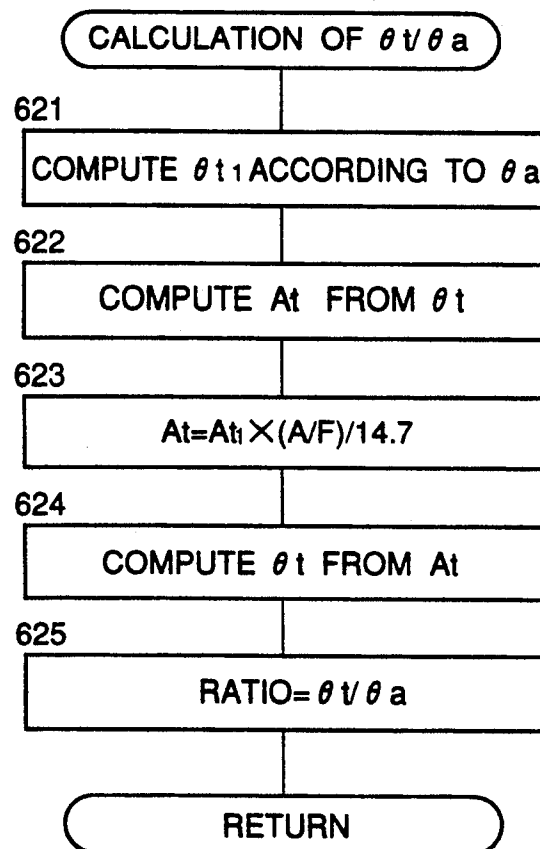 CALCULATION OF θt/θa
621
COMPUTE θt1 ACCORDING TO θa
622
COMPUTE At FROM θt
623
At=At1×(A/F)/14.7
624
COMPUTE θt FROM At
625
RATIO=θt/θa
RETURN